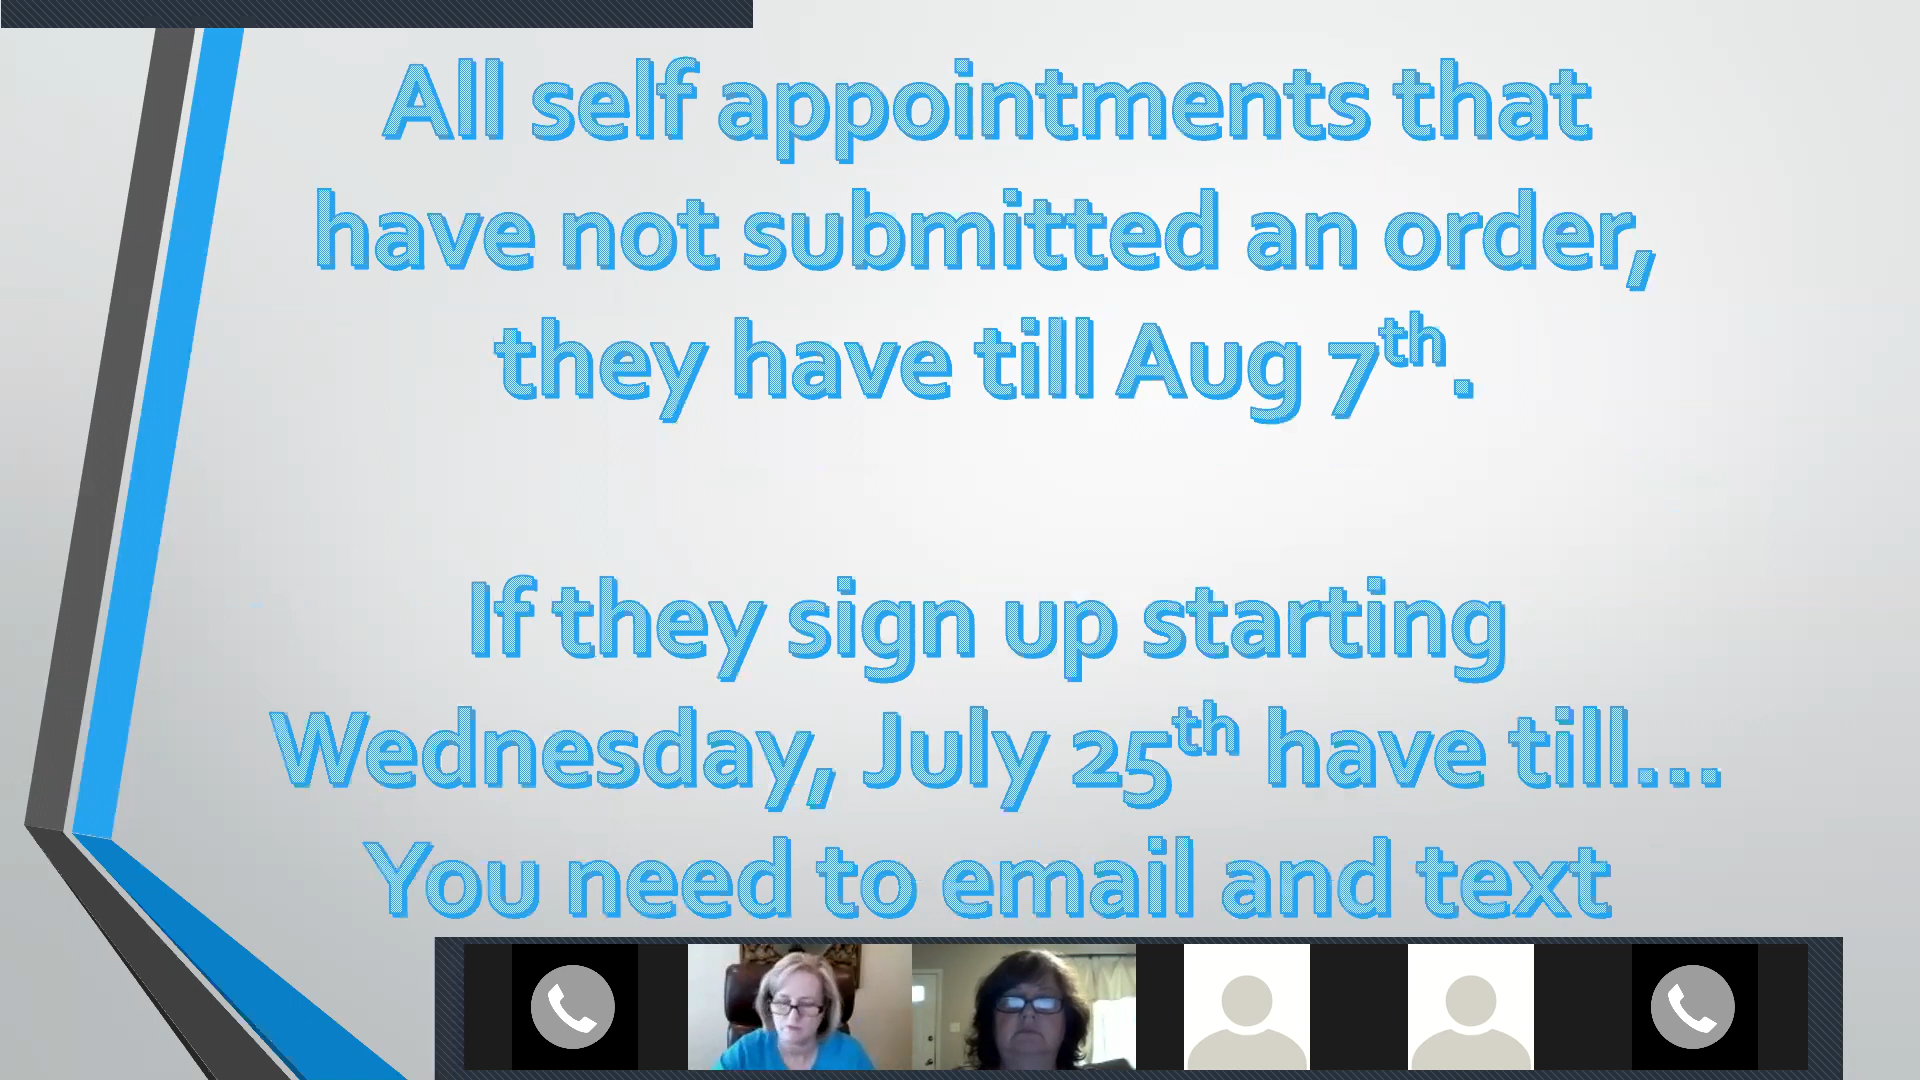 All self appointments that
have not submitted an order,
they have till Aug 7th.
If they sign up starting
Wednesday, July 25th have till...
You need to email and text